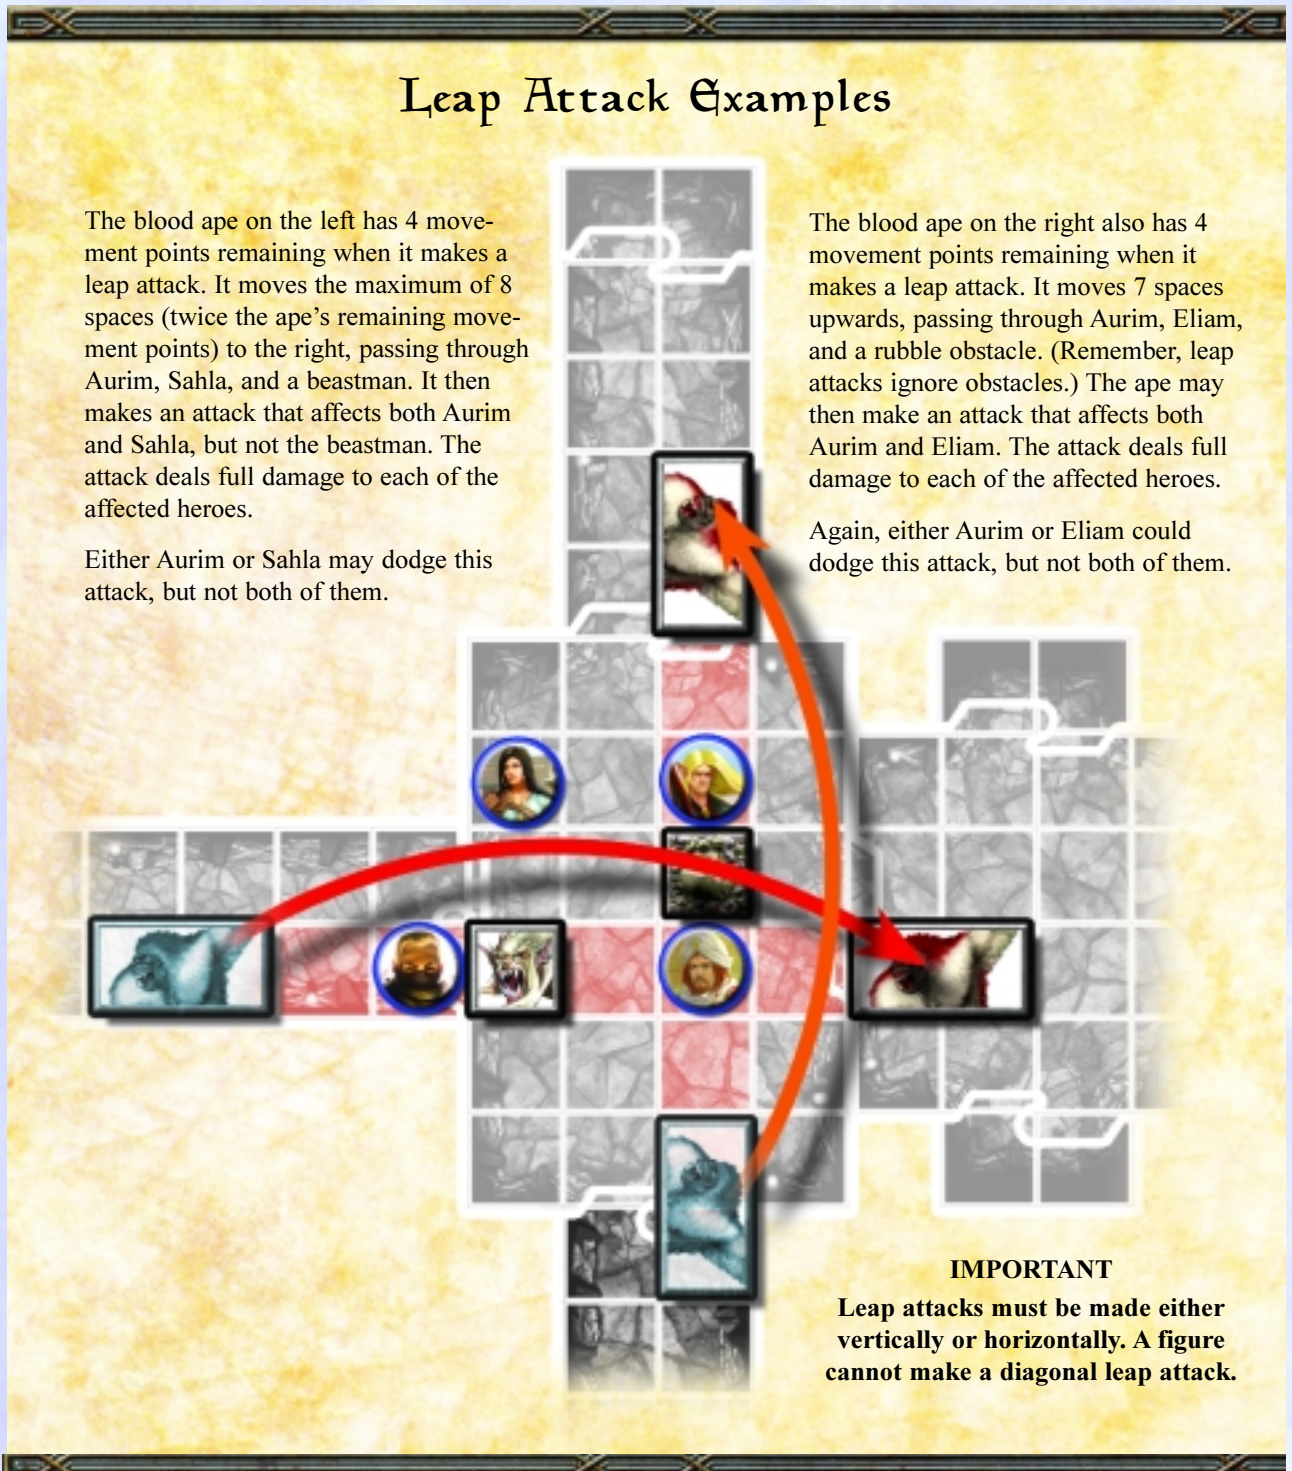 Leap Attack Examples
The blood ape on the left has 4 move-
ment points remaining when it makes a
leap attack. It moves the maximum of 8
spaces (twice the ape's remaining move-
ment points) to the right, passing through
Aurim, Sahla, and a beastman. It then
makes an attack that affects both Aurim
and Sahla, but not the beastman. The
attack deals full damage to each of the
affected heroes.
Either Aurim or Sahla may dodge this
attack, but not both of them.
The blood ape on the right also has 4
movement points remaining when it
makes a leap attack. It moves 7 spaces
upwards, passing through Aurim, Eliam,
and a rubble obstacle. (Remember, leap
attacks ignore obstacles.) The ape may
then make an attack that affects both
Aurim and Eliam. The attack deals full
damage to each of the affected heroes.
Again, either Aurim or Eliam could
dodge this attack, but not both of them.
IMPORTANT
Leap attacks must be made either
vertically or horizontally. A figure
cannot make a diagonal leap attack.